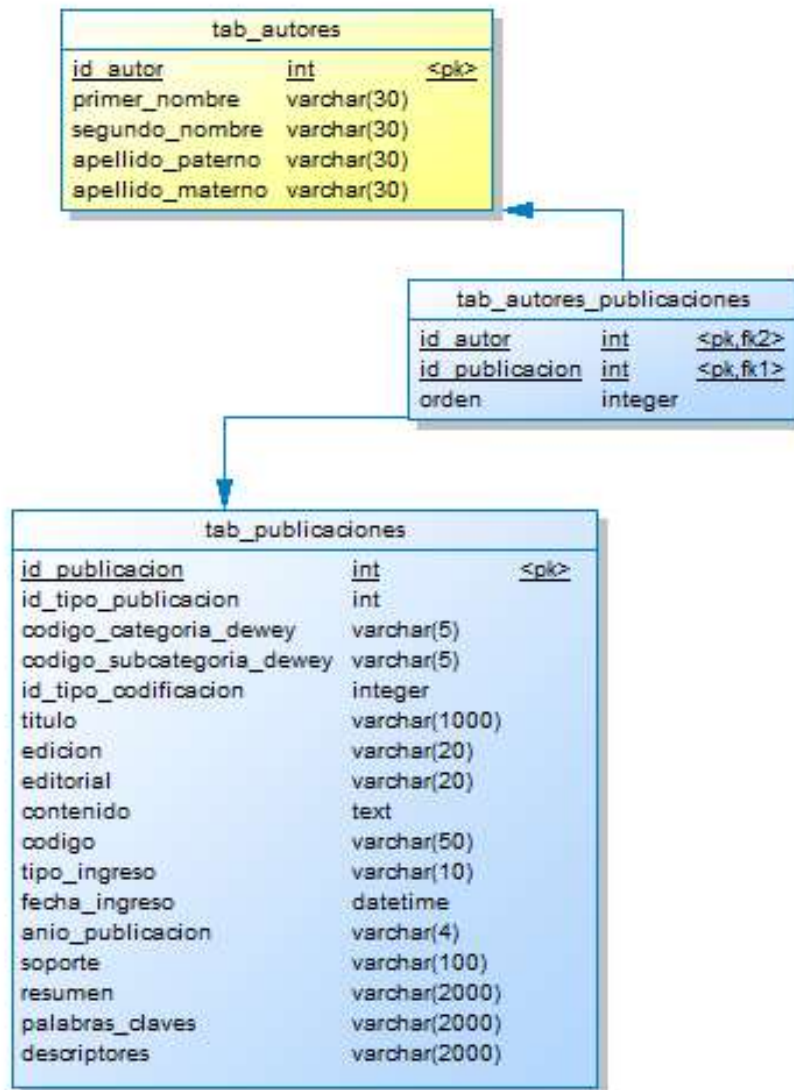 tab_autores
id_autor int <pk>
primer_nombre varchar(30)
segundo_nombre varchar(30)
apellido_paterno varchar(30)
apellido_materno varchar(30)
tab_autores_publicaciones
id_autor int <pk,fk2>
id_publicacion int <pk,fk1>
orden integer
tab_publicaciones
id_publicacion int <pk>
id_tipo_publicacion int
codigo_categoria_dewey varchar(5)
codigo_subcategoria_dewey varchar(5)
id_tipo_codificacion integer
titulo varchar(1000)
edicion varchar(20)
editorial varchar(20)
contenido text
codigo varchar(50)
tipo_ingreso varchar(10)
fecha_ingreso datetime
anio_publicacion varchar(4)
soporte varchar(100)
resumen varchar(2000)
palabras_claves varchar(2000)
descriptores varchar(2000)